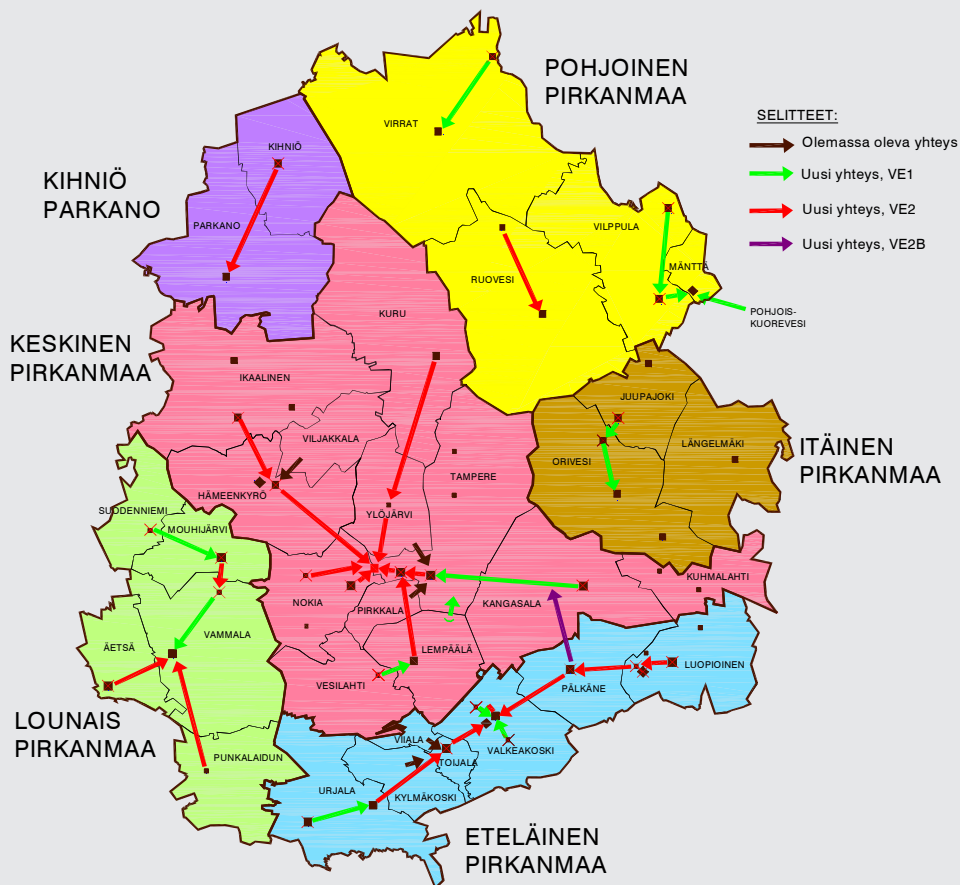 POHJOINEN
PIRKANMAA
SELITTEET:
Olemassa oleva yhteys
Uusi yhteys, VE1
Uusi yhteys, VE2
Uusi yhteys, VE2B
VIRRAT
KIHNIÖ
KIHNIÖ
PARKANO
PARKANO
VILPPULA
MÄNTTÄ
RUOVESI
POHJOIS-
KUOREVESI
KURU
KESKINEN
PIRKANMAA
IKAALINEN
JUUPAJOKI
VILJAKKALA
LÄNGELMÄKI
ITÄINEN
PIRKANMAA
ORIVESI
TAMPERE
HÄMEENKYRÖ
YLÖJÄRVI
SUODENNIEMI
MOUHIJÄRVI
KUHMALAHTI
NOKIA
PIRKKALA
KANGASALA
VAMMALA
ÄETSÄ
LEMPÄÄLÄ
LUOPIOINEN
VESILAHTI
PÄLKÄNE
LOUNAIS
PIRKANMAA
VIIALA
VALKEAKOSKI
TOIJALA
PUNKALAIDUN
URJALA
KYLMÄKOSKI
ETELÄINEN
PIRKANMAA